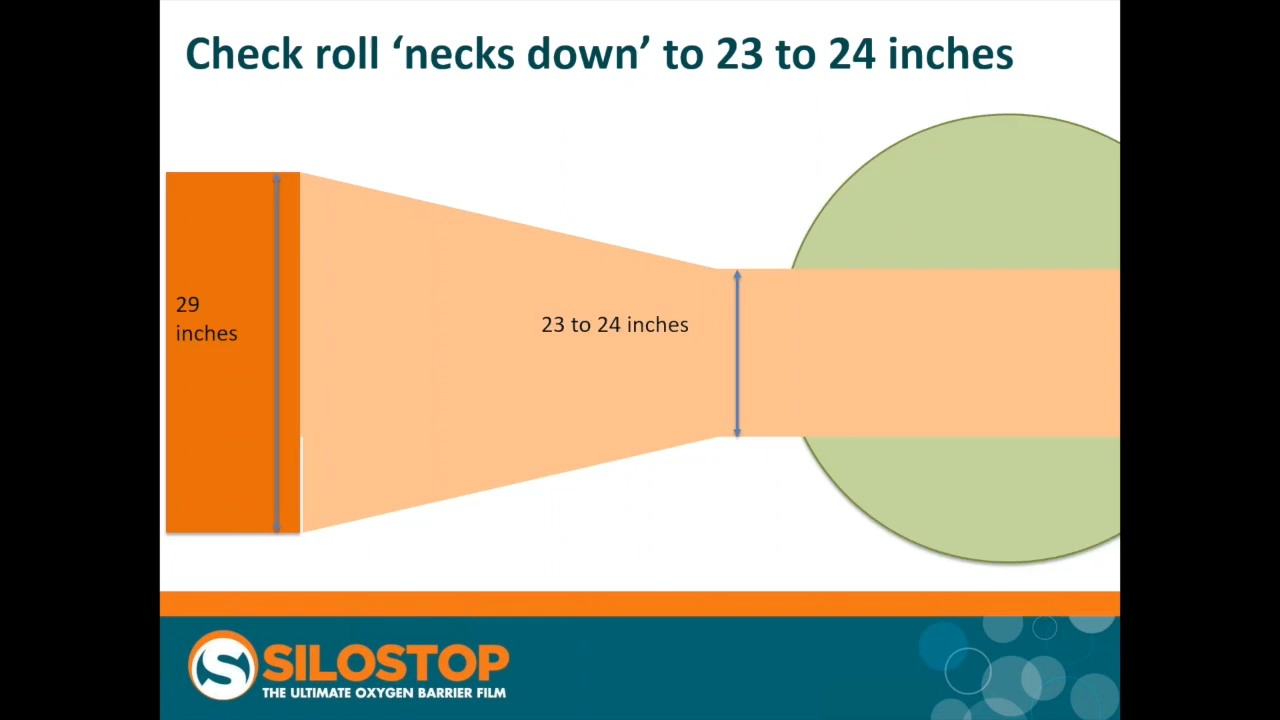 Check roll ‘necks down’ to 23 to 24 inches
29
inches
23 to 24 inches
SILOSTOP
THE ULTIMATE OXYGEN BARRIER FILM